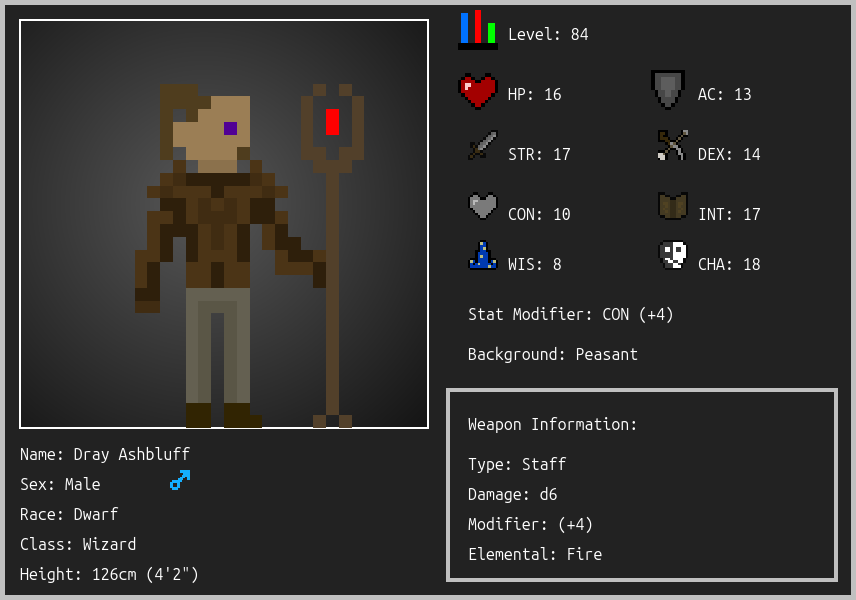 Level: 84
HP: 16
AC: 13
STR: 17
DEX: 14
CON: 10
INT: 17
WIS: 8
CHA: 18
Stat Modifier: CON (+4)
Background: Peasant
Weapon Information:
Type: Staff
Damage: d6
Modifier: (+4)
Elemental: Fire
Name: Dray Ashbluff
Sex: Male
Race: Dwarf
Class: Wizard
Height: 126cm (4'2")